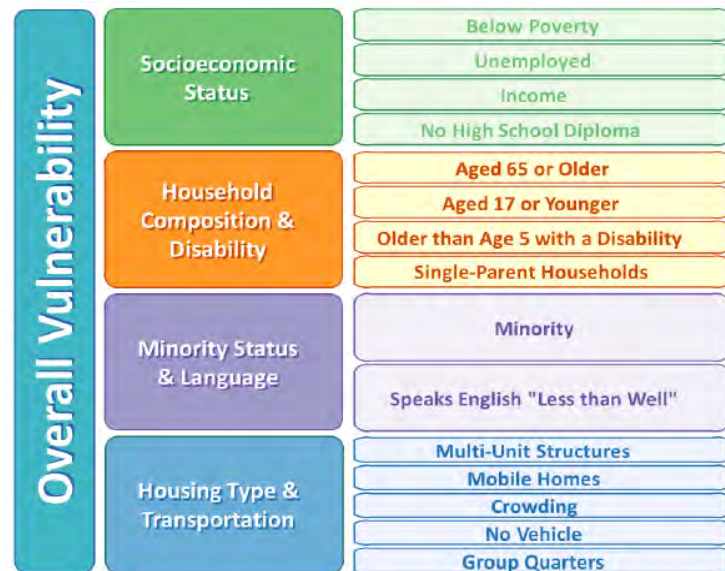 Overall Vulnerability
Socioeconomic
Status
Below Poverty
Unemployed
Income
No High School Diploma
Household
Composition &
Disability
Aged 65 or Older
Aged 17 or Younger
Older than Age 5 with a Disability
Single-Parent Households
Minority Status
& Language
Minority
Speaks English "Less than Well"
Housing Type &
Transportation
Multi-Unit Structures
Mobile Homes
Crowding
No Vehicle
Group Quarters